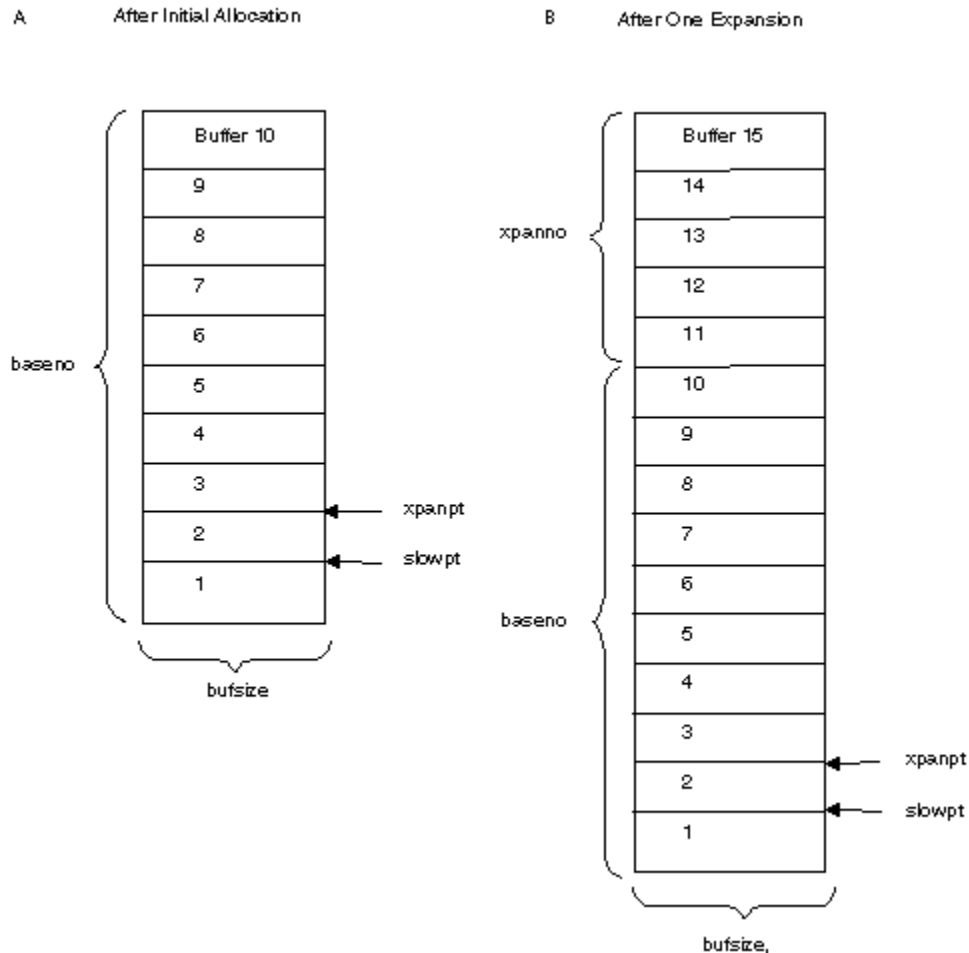 A After Initial Allocation
Buffer 10
9
8
7
6
5
4
3
2
1
baseno
xpanpt
slowpt
bufsize
B After One Expansion
Buffer 15
14
13
12
11
10
9
8
7
6
5
4
3
2
1
xpanno
baseno
xpanpt
slowpt
bufsize,